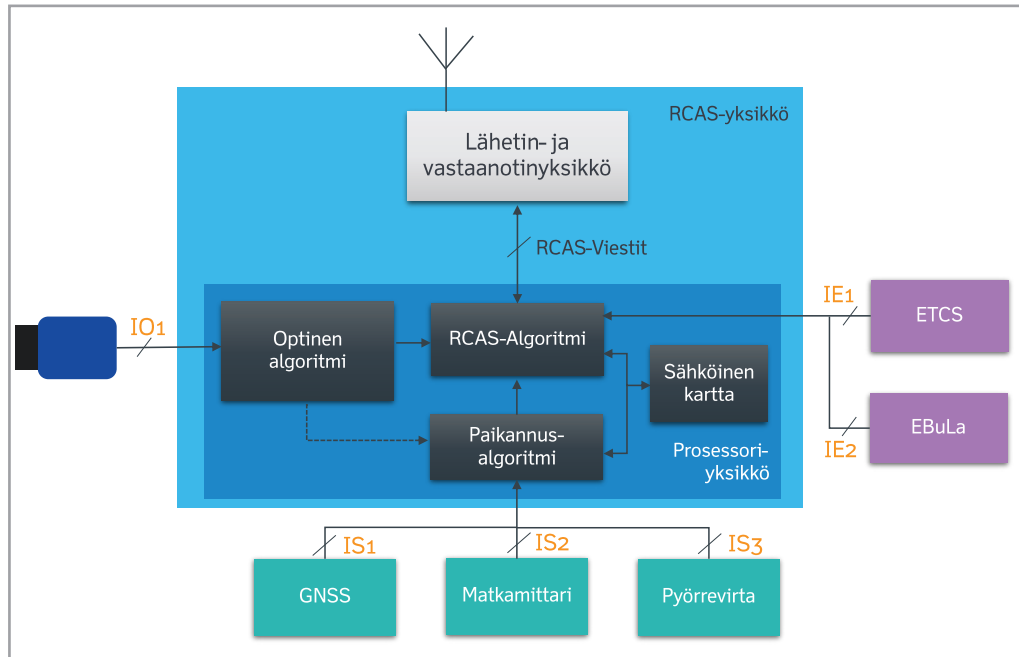 RCAS-yksikkö
Lähetin- ja
vastaanotinyksikkö
RCAS-Viestit
IO1
Optinen
algoritmi
RCAS-Algoritmi
IE1
ETCS
Sähköinen
kartta
Paikannus-
algoritmi
Prosessori-
yksikkö
IE2
EBuLa
IS1
IS2
IS3
GNSS
Matkamittari
Pyörrevirta